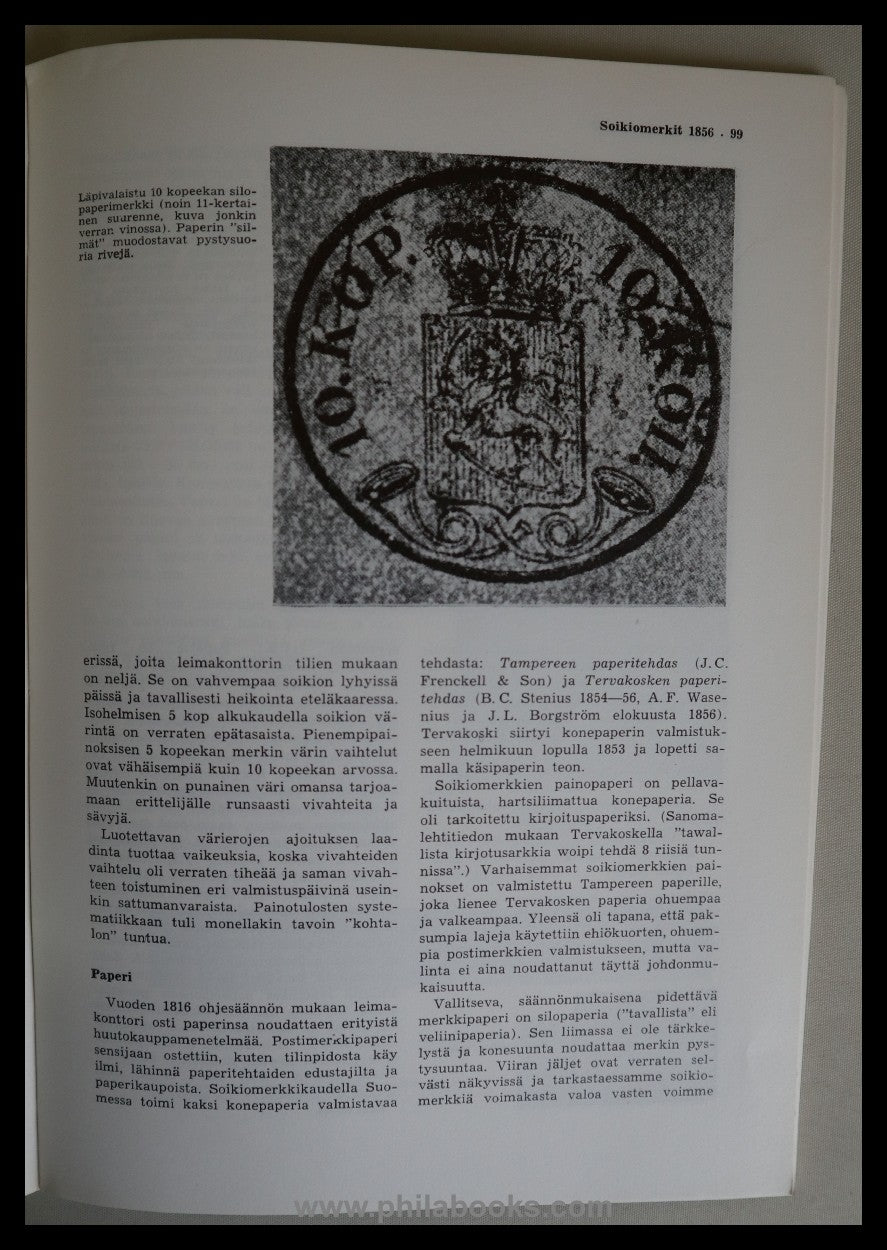 Soikiomerkit 1856 . 99
Läpivalaistu 10 kopeekan silo-
paperimerkki (noin 11-kertai-
nen suurenne, kuva jonkin
verran vinossa). Paperin "sil-
mät" muodostavat pystysuo-
ria rivejä.
10. KOP. 10. КОП.
erissä, joita leimakonttorin tilien mukaan
on neljä. Se on vahvempaa soikion lyhyissä
päissä ja tavallisesti heikointa eteläkaaressa.
Isohelmisen 5 kop alkukaudella soikion vä-
rintä on verraten epätasaista. Pienempipai-
noksisen 5 kopeekan merkin värin vaihtelut
ovat vähäisempiä kuin 10 kopeekan arvossa.
Muutenkin on punainen väri omansa tarjoa-
maan erittelijälle runsaasti vivahteita ja
sävyjä.
Luotettavan värierojen ajoituksen laa-
dinta tuottaa vaikeuksia, koska vivahteiden
vaihtelu oli verraten tiheää ja saman vivah-
teen toistuminen eri valmistuspäivinä usein-
kin sattumanvaraista. Painotulosten syste-
matiikkaan tuli monellakin tavoin "kohta-
lon" tuntua.
Paperi
Vuoden 1816 ohjesäännön mukaan leima-
konttori osti paperinsa noudattaen erityistä
huutokauppamenetelmää. Postimerkkipaperi
sensijaan ostettiin, kuten tilinpidosta käy
ilmi, lähinnä paperitehtaiden edustajilta ja
paperikaupoista. Soikiomerkkikaudella Suo-
messa toimi kaksi konepaperia valmistavaa
tehdasta: Tampereen paperitehdas (J. C.
Frenckell & Son) ja Tervakosken paperi-
tehdas (B. C. Stenius 1854—56, A. F. Wase-
nius ja J. L. Borgström elokuusta 1856).
Tervakoski siirtyi konepaperin valmistuk-
seen helmikuun lopulla 1853 ja lopetti sa-
malla käsipaperin teon.
Soikiomerkkien painopaperi on pellava-
kuituista, hartsiliimattua konepaperia. Se
oli tarkoitettu kirjoituspaperiksi. (Sanoma-
lehtitiedon mukaan Tervakoskella "tawal-
lista kirjotusarkkia woipi tehdä 8 riisiä tun-
nissa".) Varhaisemmat soikiomerkkien pai-
nokset on valmistettu Tampereen paperille,
joka lienee Tervakosken paperia ohuempaa
ja valkeampaa. Yleensä oli tapana, että pak-
sumpia lajeja käytettiin ehiökuorten, ohuem-
pia postimerkkien valmistukseen, mutta va-
linta ei aina noudattanut täyttä johdonmu-
kaisuutta.
Vallitseva, säännönmukaisena pidettävä
merkkipaperi on silopaperia ("tavallista" eli
veliinipaperia). Sen liimassa ei ole tärkke-
lystä ja konesuunta noudattaa merkin pys-
tysuuntaa. Viiran jäljet ovat verraten sel-
västi näkyvissä ja tarkastaessamme soikio-
merkkiä voimakasta valoa vasten voimme
www.philabooks.com